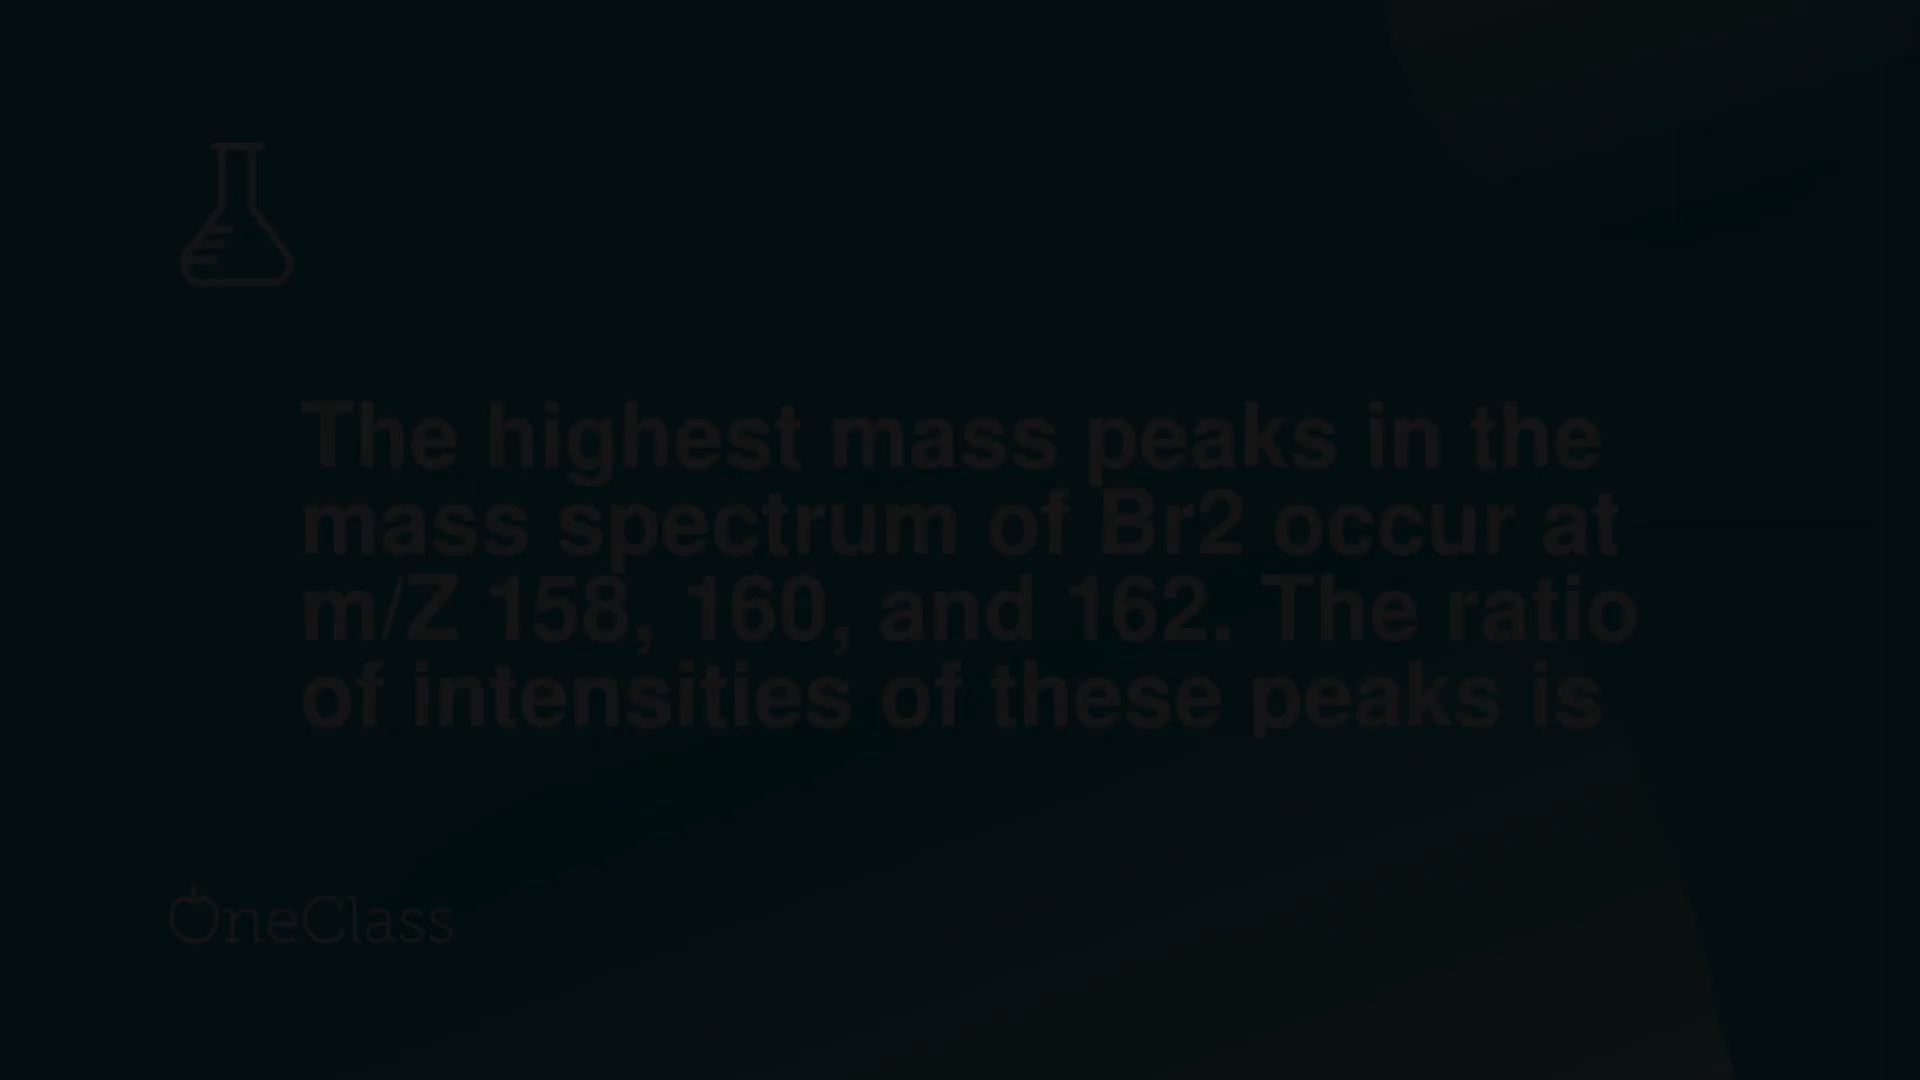 The highest mass peaks in the
mass spectrum of Br2 occur at
m/Z 158, 160, and 162. The ratio
of intensities of these peaks is
OneClass